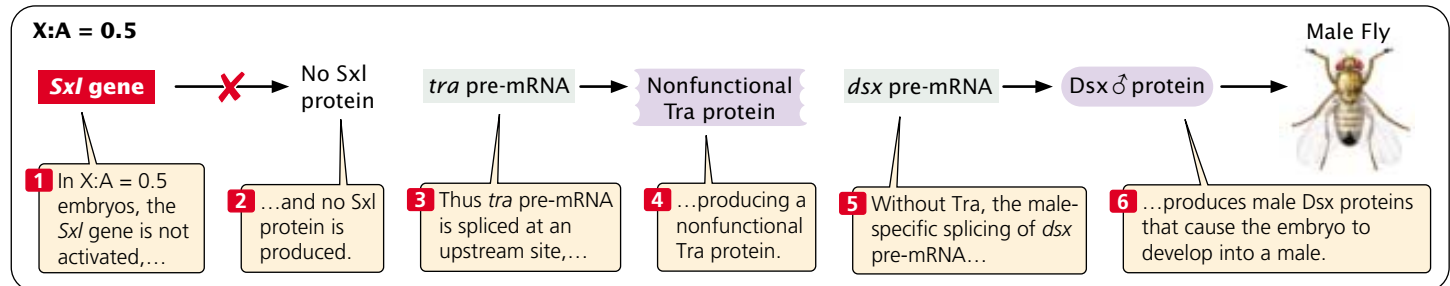 X:A = 0.5
Male Fly
Sxl gene
No Sxl
protein
tra pre-mRNA
Nonfunctional
Tra protein
dsx pre-mRNA
Dsx ♂ protein
1 In X:A = 0.5
embryos, the
Sxl gene is not
activated,…
2 …and no Sxl
protein is
produced.
3 Thus tra pre-mRNA
is spliced at an
upstream site,…
4 …producing a
nonfunctional
Tra protein.
5 Without Tra, the male-
specific splicing of dsx
pre-mRNA…
6 …produces male Dsx proteins
that cause the embryo to
develop into a male.